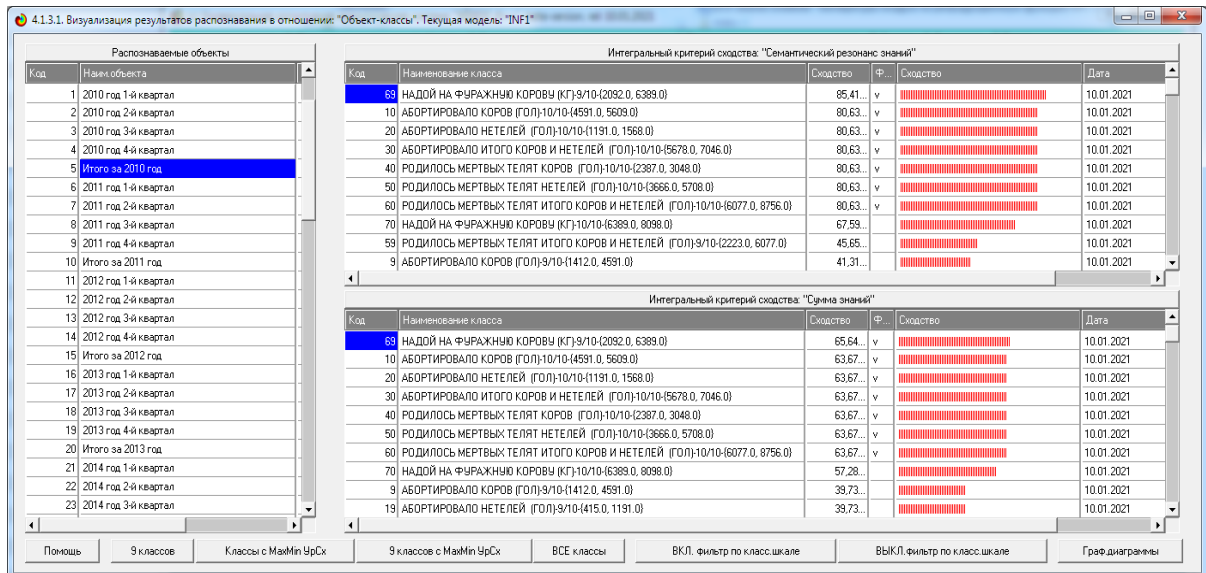 4.1.3.1. Визуализация результатов распознавания в отношении: "Объект-классы". Текущая модель: "INF1"
Распознаваемые объекты
Код Наим.объекта
1 2010 год 1-й квартал
2 2010 год 2-й квартал
3 2010 год 3-й квартал
4 2010 год 4-й квартал
5 Итого за 2010 год
6 2011 год 1-й квартал
7 2011 год 2-й квартал
8 2011 год 3-й квартал
9 2011 год 4-й квартал
10 Итого за 2011 год
11 2012 год 1-й квартал
12 2012 год 2-й квартал
13 2012 год 3-й квартал
14 2012 год 4-й квартал
15 Итого за 2012 год
16 2013 год 1-й квартал
17 2013 год 2-й квартал
18 2013 год 3-й квартал
19 2013 год 4-й квартал
20 Итого за 2013 год
21 2014 год 1-й квартал
22 2014 год 2-й квартал
23 2014 год 3-й квартал
Интегральный критерий сходства: "Семантический резонанс знаний"
Код Наименование класса Сходство Ф... Сходство Дата
69 НАДОЙ НА ФУРАЖНУЮ КОРОВУ (КГ)-9/10-{2092.0, 6389.0} 85,41... v 10.01.2021
10 АБОРТИРОВАЛО КОРОВ (ГОЛ)-10/10-{4591.0, 5609.0} 80,63... v 10.01.2021
20 АБОРТИРОВАЛО НЕТЕЛЕЙ (ГОЛ)-10/10-{1191.0, 1568.0} 80,63... v 10.01.2021
30 АБОРТИРОВАЛО ИТОГО КОРОВ И НЕТЕЛЕЙ (ГОЛ)-10/10-{5678.0, 7046.0} 80,63... v 10.01.2021
40 РОДИЛОСЬ МЕРТВЫХ ТЕЛЯТ КОРОВ (ГОЛ)-10/10-{2387.0, 3048.0} 80,63... v 10.01.2021
50 РОДИЛОСЬ МЕРТВЫХ ТЕЛЯТ НЕТЕЛЕЙ (ГОЛ)-10/10-{3666.0, 5708.0} 80,63... v 10.01.2021
60 РОДИЛОСЬ МЕРТВЫХ ТЕЛЯТ ИТОГО КОРОВ И НЕТЕЛЕЙ (ГОЛ)-10/10-{6077.0, 8756.0} 80,63... v 10.01.2021
70 НАДОЙ НА ФУРАЖНУЮ КОРОВУ (КГ)-10/10-{6389.0, 8098.0} 67,59... 10.01.2021
59 РОДИЛОСЬ МЕРТВЫХ ТЕЛЯТ ИТОГО КОРОВ И НЕТЕЛЕЙ (ГОЛ)-9/10-{2223.0, 6077.0} 45,65... 10.01.2021
9 АБОРТИРОВАЛО КОРОВ (ГОЛ)-9/10-{1412.0, 4591.0} 41,31... 10.01.2021
Интегральный критерий сходства: "Сумма знаний"
Код Наименование класса Сходство Ф... Сходство Дата
69 НАДОЙ НА ФУРАЖНУЮ КОРОВУ (КГ)-9/10-{2092.0, 6389.0} 65,64... v 10.01.2021
10 АБОРТИРОВАЛО КОРОВ (ГОЛ)-10/10-{4591.0, 5609.0} 63,67... v 10.01.2021
20 АБОРТИРОВАЛО НЕТЕЛЕЙ (ГОЛ)-10/10-{1191.0, 1568.0} 63,67... v 10.01.2021
30 АБОРТИРОВАЛО ИТОГО КОРОВ И НЕТЕЛЕЙ (ГОЛ)-10/10-{5678.0, 7046.0} 63,67... v 10.01.2021
40 РОДИЛОСЬ МЕРТВЫХ ТЕЛЯТ КОРОВ (ГОЛ)-10/10-{2387.0, 3048.0} 63,67... v 10.01.2021
50 РОДИЛОСЬ МЕРТВЫХ ТЕЛЯТ НЕТЕЛЕЙ (ГОЛ)-10/10-{3666.0, 5708.0} 63,67... v 10.01.2021
60 РОДИЛОСЬ МЕРТВЫХ ТЕЛЯТ ИТОГО КОРОВ И НЕТЕЛЕЙ (ГОЛ)-10/10-{6077.0, 8756.0} 63,67... v 10.01.2021
70 НАДОЙ НА ФУРАЖНУЮ КОРОВУ (КГ)-10/10-{6389.0, 8098.0} 57,28... 10.01.2021
9 АБОРТИРОВАЛО КОРОВ (ГОЛ)-9/10-{1412.0, 4591.0} 39,73... 10.01.2021
19 АБОРТИРОВАЛО НЕТЕЛЕЙ (ГОЛ)-9/10-{415.0, 1191.0} 39,73... 10.01.2021
Помощь 9 классов Классы с MaxMin УрСх 9 классов с MaxMin УрСх ВСЕ классы ВКЛ. фильтр по класс.шкале ВЫКЛ.фильтр по класс.шкале Граф.диаграммы